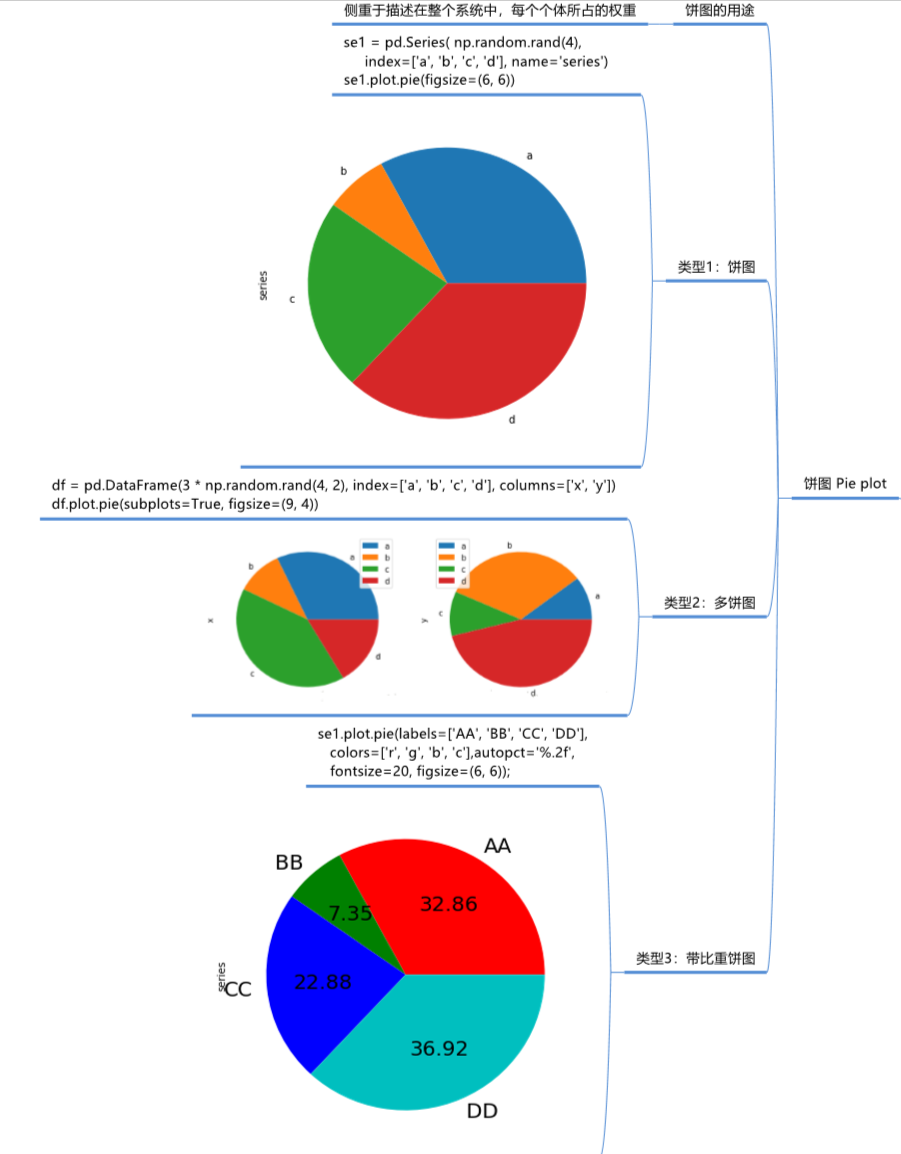 侧重于描述在整个系统中，每个个体所占的权重
饼图的用途
se1 = pd.Series( np.random.rand(4),
index=['a', 'b', 'c', 'd'], name='series')
se1.plot.pie(figsize=(6, 6))
a
b
series
c
d
类型1：饼图
饼图 Pie plot
df = pd.DataFrame(3 * np.random.rand(4, 2), index=['a', 'b', 'c', 'd'], columns=['x', 'y'])
df.plot.pie(subplots=True, figsize=(9, 4))
a
b
c
d
a
b
x
c
d
a
b
c
d
b
a
y
c
d
类型2：多饼图
se1.plot.pie(labels=['AA', 'BB', 'CC', 'DD'],
colors=['r', 'g', 'b', 'c'],autopct='%.2f',
fontsize=20, figsize=(6, 6));
AA
BB
32.86
7.35
series
CC
22.88
36.92
DD
类型3：带比重饼图